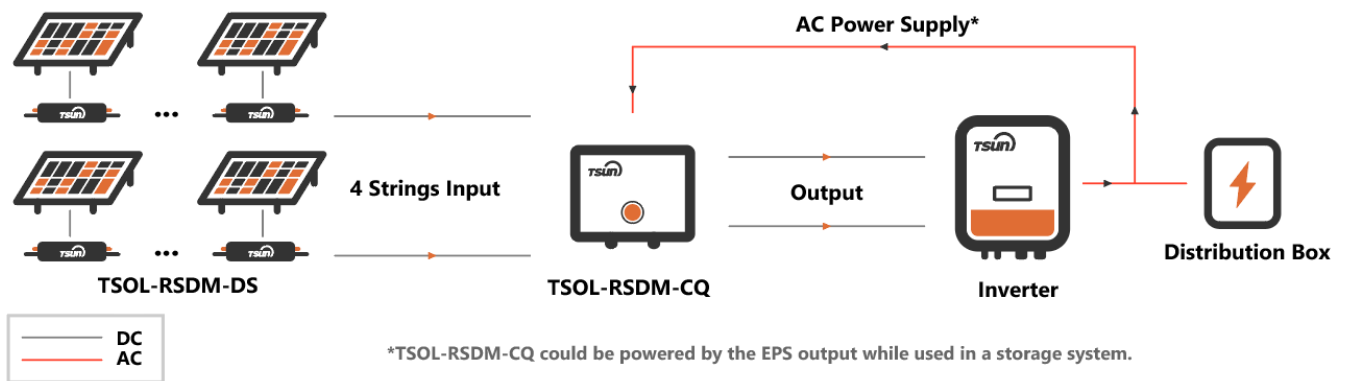 AC Power Supply*
TSUN
TSUN
TSUN
TSUN
4 Strings Input
Output
TSUN
TSUN
Distribution Box
TSOL-RSDM-DS
TSOL-RSDM-CQ
Inverter
DC
AC
*TSOL-RSDM-CQ could be powered by the EPS output while used in a storage system.